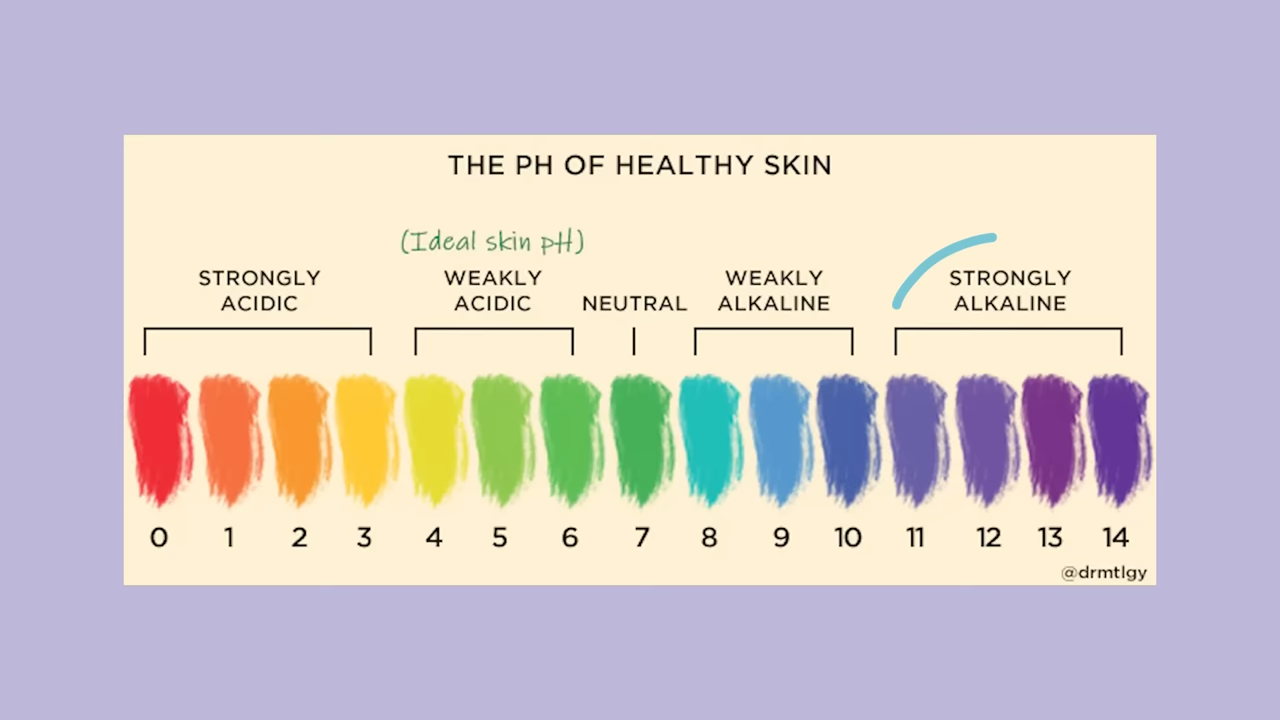 THE PH OF HEALTHY SKIN
(Ideal skin pH)
STRONGLY
ACIDIC
WEAKLY
ACIDIC
NEUTRAL
WEAKLY
ALKALINE
STRONGLY
ALKALINE
0 1 2 3 4 5 6 7 8 9 10 11 12 13 14
@drmtlgy